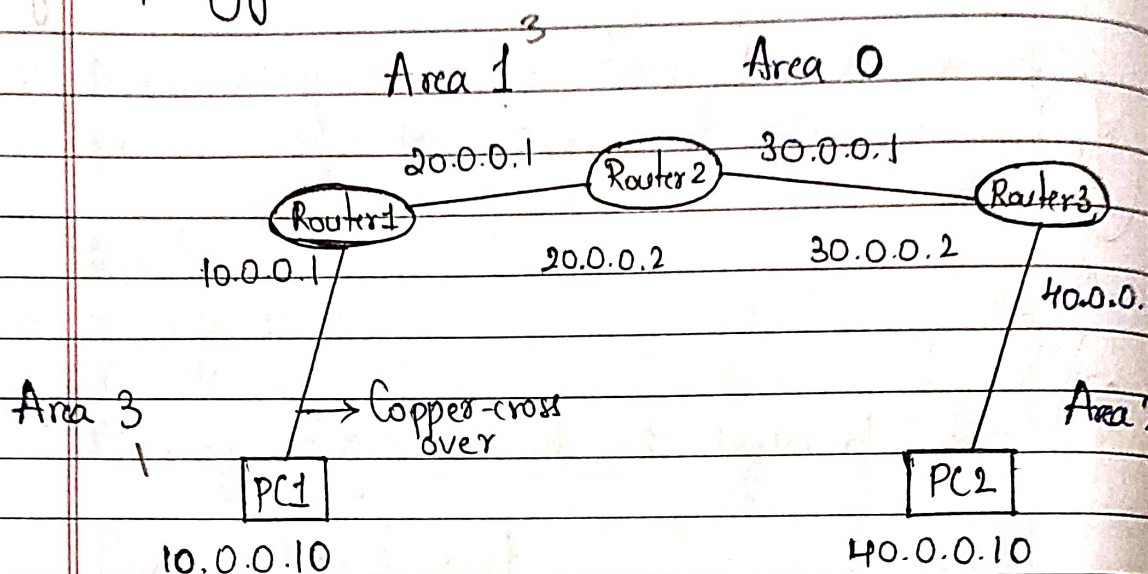 3
Area 1
Area 0
20.0.0.1
30.0.0.1
Router1
Router2
Router3
10.0.0.1
20.0.0.2
30.0.0.2
40.0.0.
Area 3
1
Copper-cross
over
Area
PC1
PC2
10.0.0.10
40.0.0.10